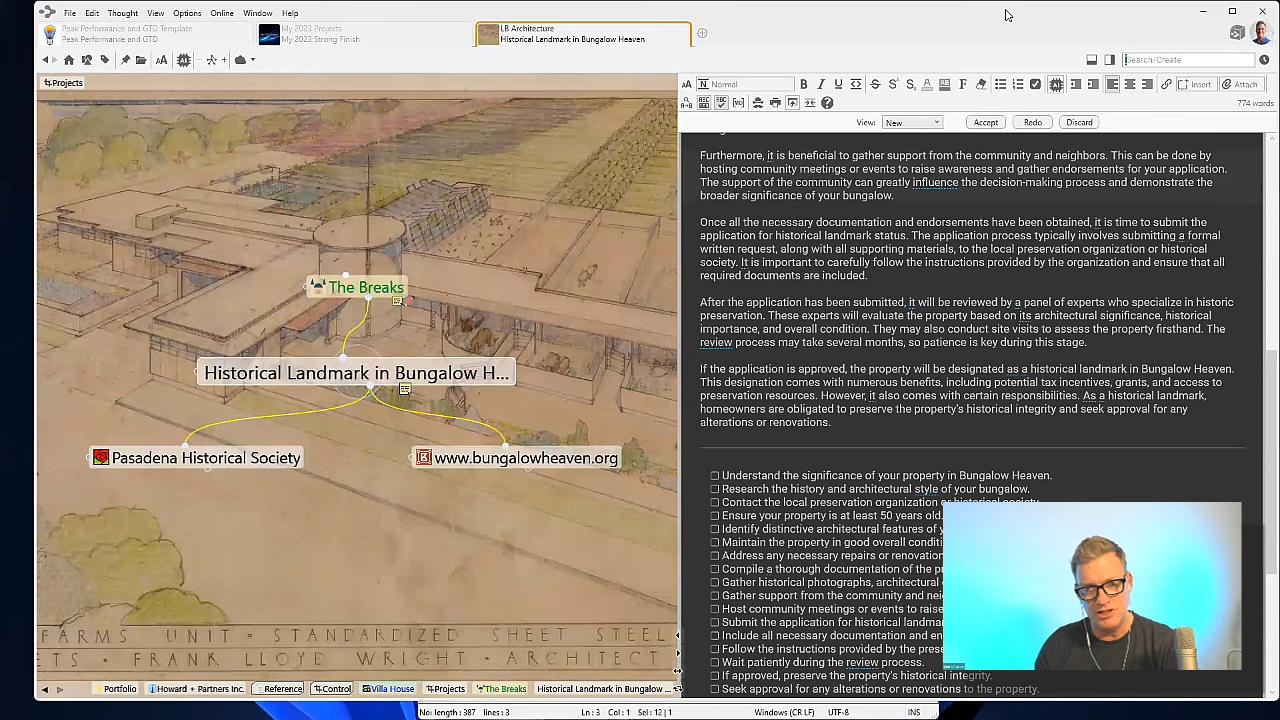 File Edit Thought View Options Online Window Help
Peak Performance and GTD Template
Peak Performance and GTD
My 2023 Projects
My 2023 Strong Finish
LB Architecture
Historical Landmark in Bungalow Heaven
Search/Create
Projects
Normal
Insert
Attach
774 words
View: New Accept Redo Discard
Furthermore, it is beneficial to gather support from the community and neighbors. This can be done by
hosting community meetings or events to raise awareness and gather endorsements for your application.
The support of the community can greatly influence the decision-making process and demonstrate the
broader significance of your bungalow.
Once all the necessary documentation and endorsements have been obtained, it is time to submit the
application for historical landmark status. The application process typically involves submitting a formal
written request, along with all supporting materials, to the local preservation organization or historical
society. It is important to carefully follow the instructions provided by the organization and ensure that all
required documents are included.
After the application has been submitted, it will be reviewed by a panel of experts who specialize in historic
preservation. These experts will evaluate the property based on its architectural significance, historical
importance, and overall condition. They may also conduct site visits to assess the property firsthand. The
review process may take several months, so patience is key during this stage.
If the application is approved, the property will be designated as a historical landmark in Bungalow Heaven.
This designation comes with numerous benefits, including potential tax incentives, grants, and access to
preservation resources. However, it also comes with certain responsibilities. As a historical landmark,
homeowners are obligated to preserve the property's historical integrity and seek approval for any
alterations or renovations.
Understand the significance of your property in Bungalow Heaven.
Research the history and architectural style of your bungalow.
Contact the local preservation organization or historical society.
Ensure your property is at least 50 years old.
Identify distinctive architectural features of y
Maintain the property in good overall conditi
Address any necessary repairs or renovation
Compile a thorough documentation of the pr
Gather historical photographs, architectural
Gather support from the community and nei
Host community meetings or events to raise
Submit the application for historical landma
Include all necessary documentation and en
Follow the instructions provided by the prese
Wait patiently during the review process.
If approved, preserve the property's historical integrity.
Seek approval for any alterations or renovations to the property.
The Breaks
Historical Landmark in Bungalow H...
Pasadena Historical Society
www.bungalowheaven.org
FARMS UNIT - STANDARDIZED SHEET STEEL
ETS - FRANK LLOYD WRIGHT - ARCHITECT
Portfolio Howard + Partners Inc. Reference Control Villa House Projects The Breaks Historical Landmark in Bungalow ...
length : 387 lines : 3 Ln : 3 Col : 1 Sel : 12 | 1 Windows (CR LF) UTF-8 INS